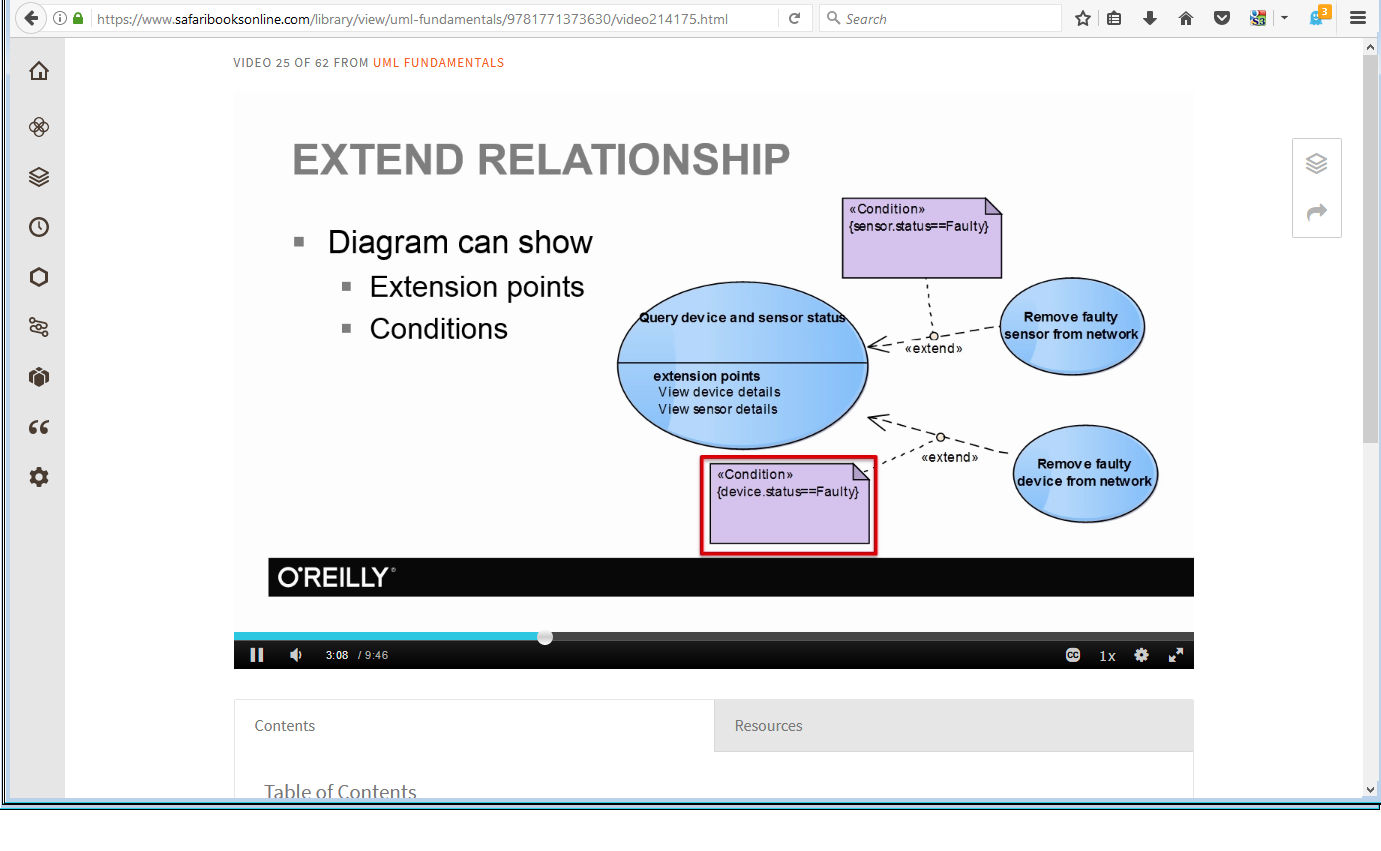 https://www.safaribooksonline.com/library/view/uml-fundamentals/9781771373630/video214175.html
Search
3
VIDEO 25 OF 62 FROM UML FUNDAMENTALS
EXTEND RELATIONSHIP
Diagram can show
Extension points
Conditions
«Condition»
{sensor.status==Faulty}
Query device and sensor status
extension points
View device details
View sensor details
«extend»
Remove faulty
sensor from network
«extend»
Remove faulty
device from network
«Condition»
{device.status==Faulty}
O'REILLY®
3:08 / 9:46
CC
1x
Contents
Resources
Table of Contents